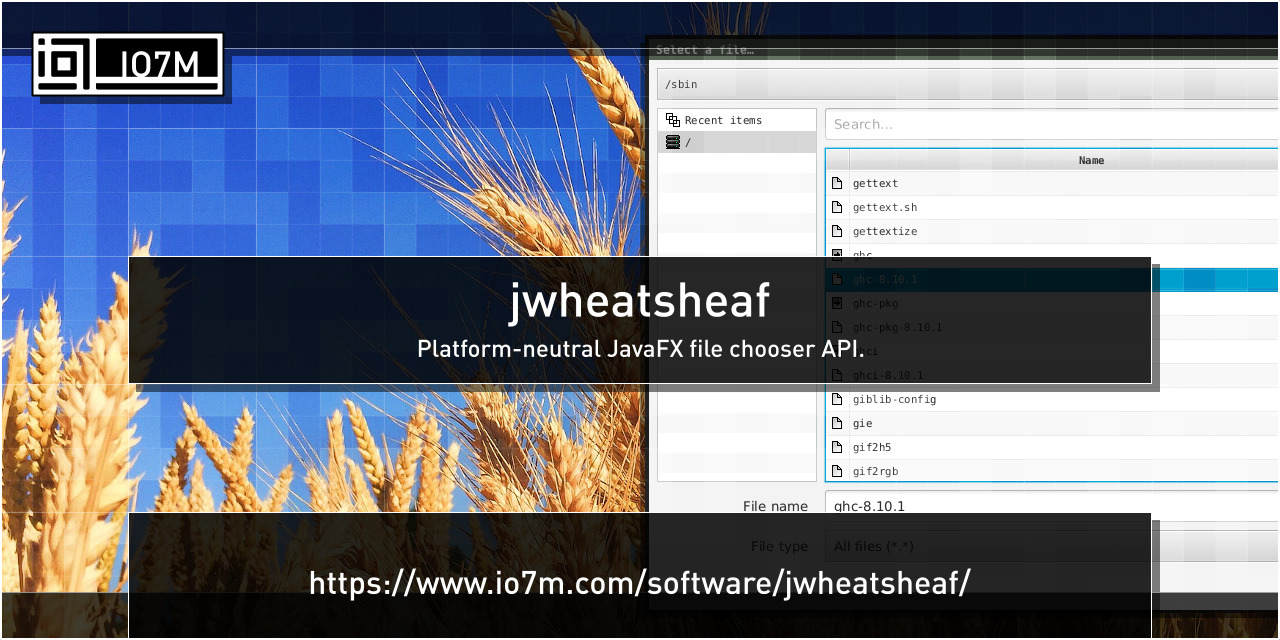 IO7M
Select a file…
/sbin
Recent items
/
Search...
Name
gettext
gettext.sh
gettextize
ghc
ghc-8.10.1
ghc-pkg
ghc-pkg-8.10.1
ghci
ghci-8.10.1
giblib-config
gie
gif2h5
gif2rgb
jwheatsheaf
Platform-neutral JavaFX file chooser API.
File name
ghc-8.10.1
File type
All files (*.*)
https://www.io7m.com/software/jwheatsheaf/